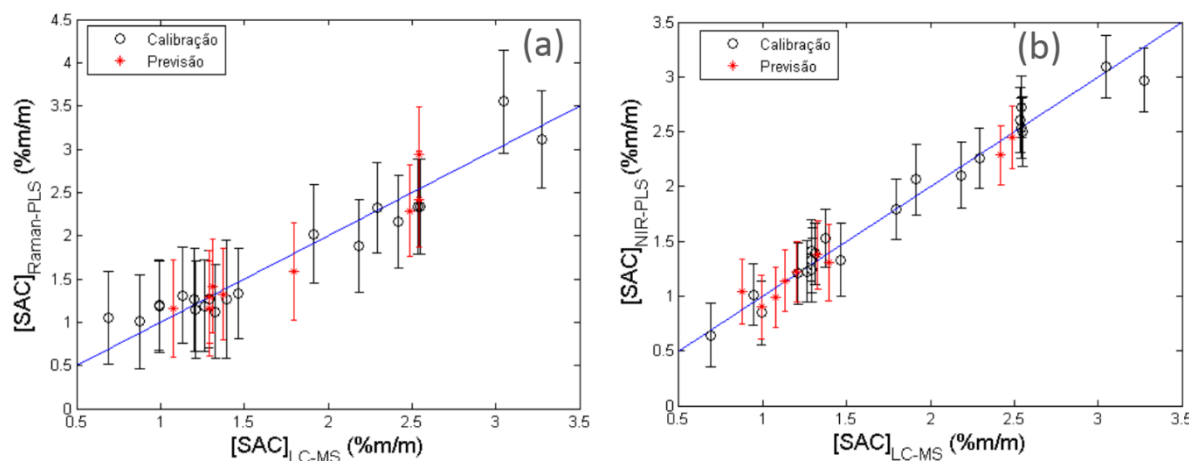 (a)
Calibração
Previsão
4.5
4
3.5
3
2.5
2
1.5
1
0.5
0
[SAC]Raman-PLS (%m/m)
0.5 1 1.5 2 2.5 3 3.5
[SAC]LC-MS (%m/m)
(b)
Calibração
Previsão
3.5
3
2.5
2
1.5
1
0.5
0
[SAC]NIR-PLS (%m/m)
0.5 1 1.5 2 2.5 3 3.5
[SAC]LC-MS (%m/m)